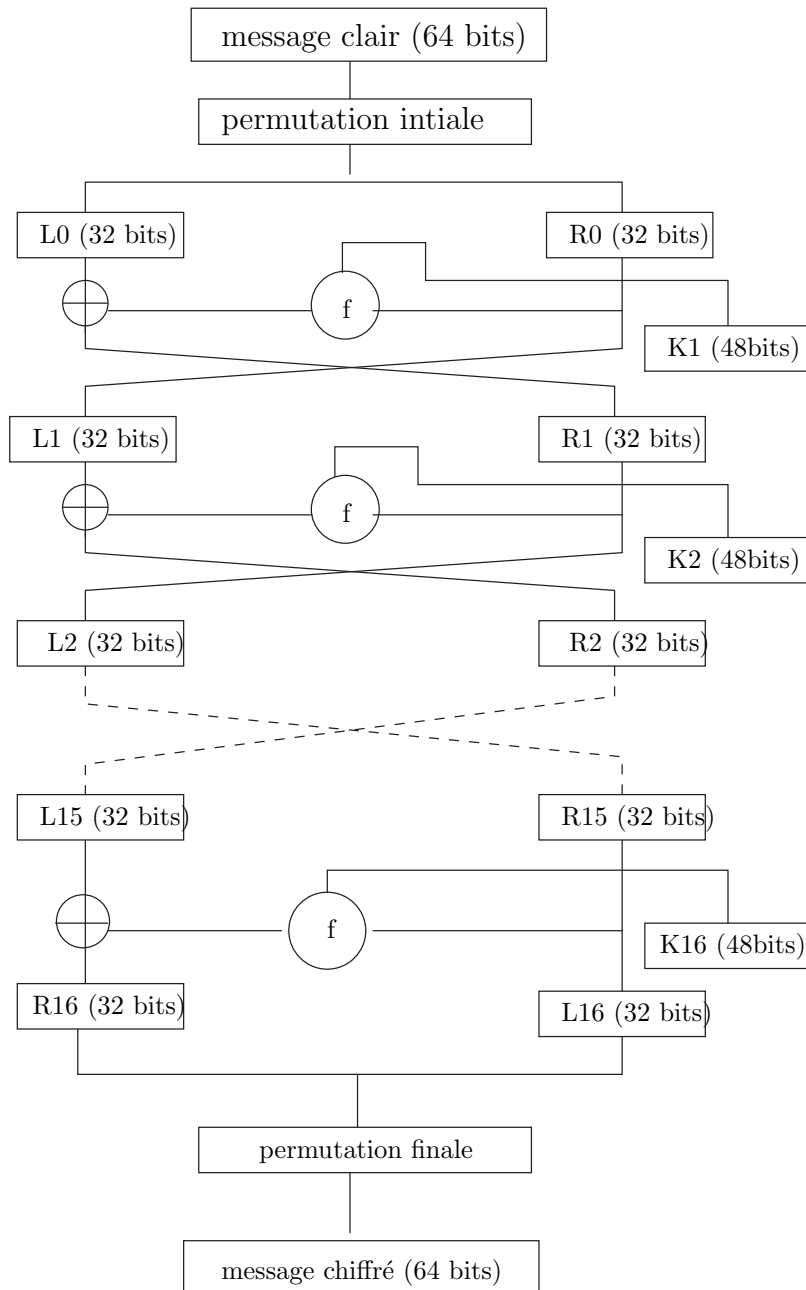 message clair (64 bits)
permutation intiale
L0 (32 bits)
R0 (32 bits)
f
K1 (48bits)
L1 (32 bits)
R1 (32 bits)
f
K2 (48bits)
L2 (32 bits)
R2 (32 bits)
L15 (32 bits)
R15 (32 bits)
f
K16 (48bits)
R16 (32 bits)
L16 (32 bits)
permutation finale
message chiffré (64 bits)